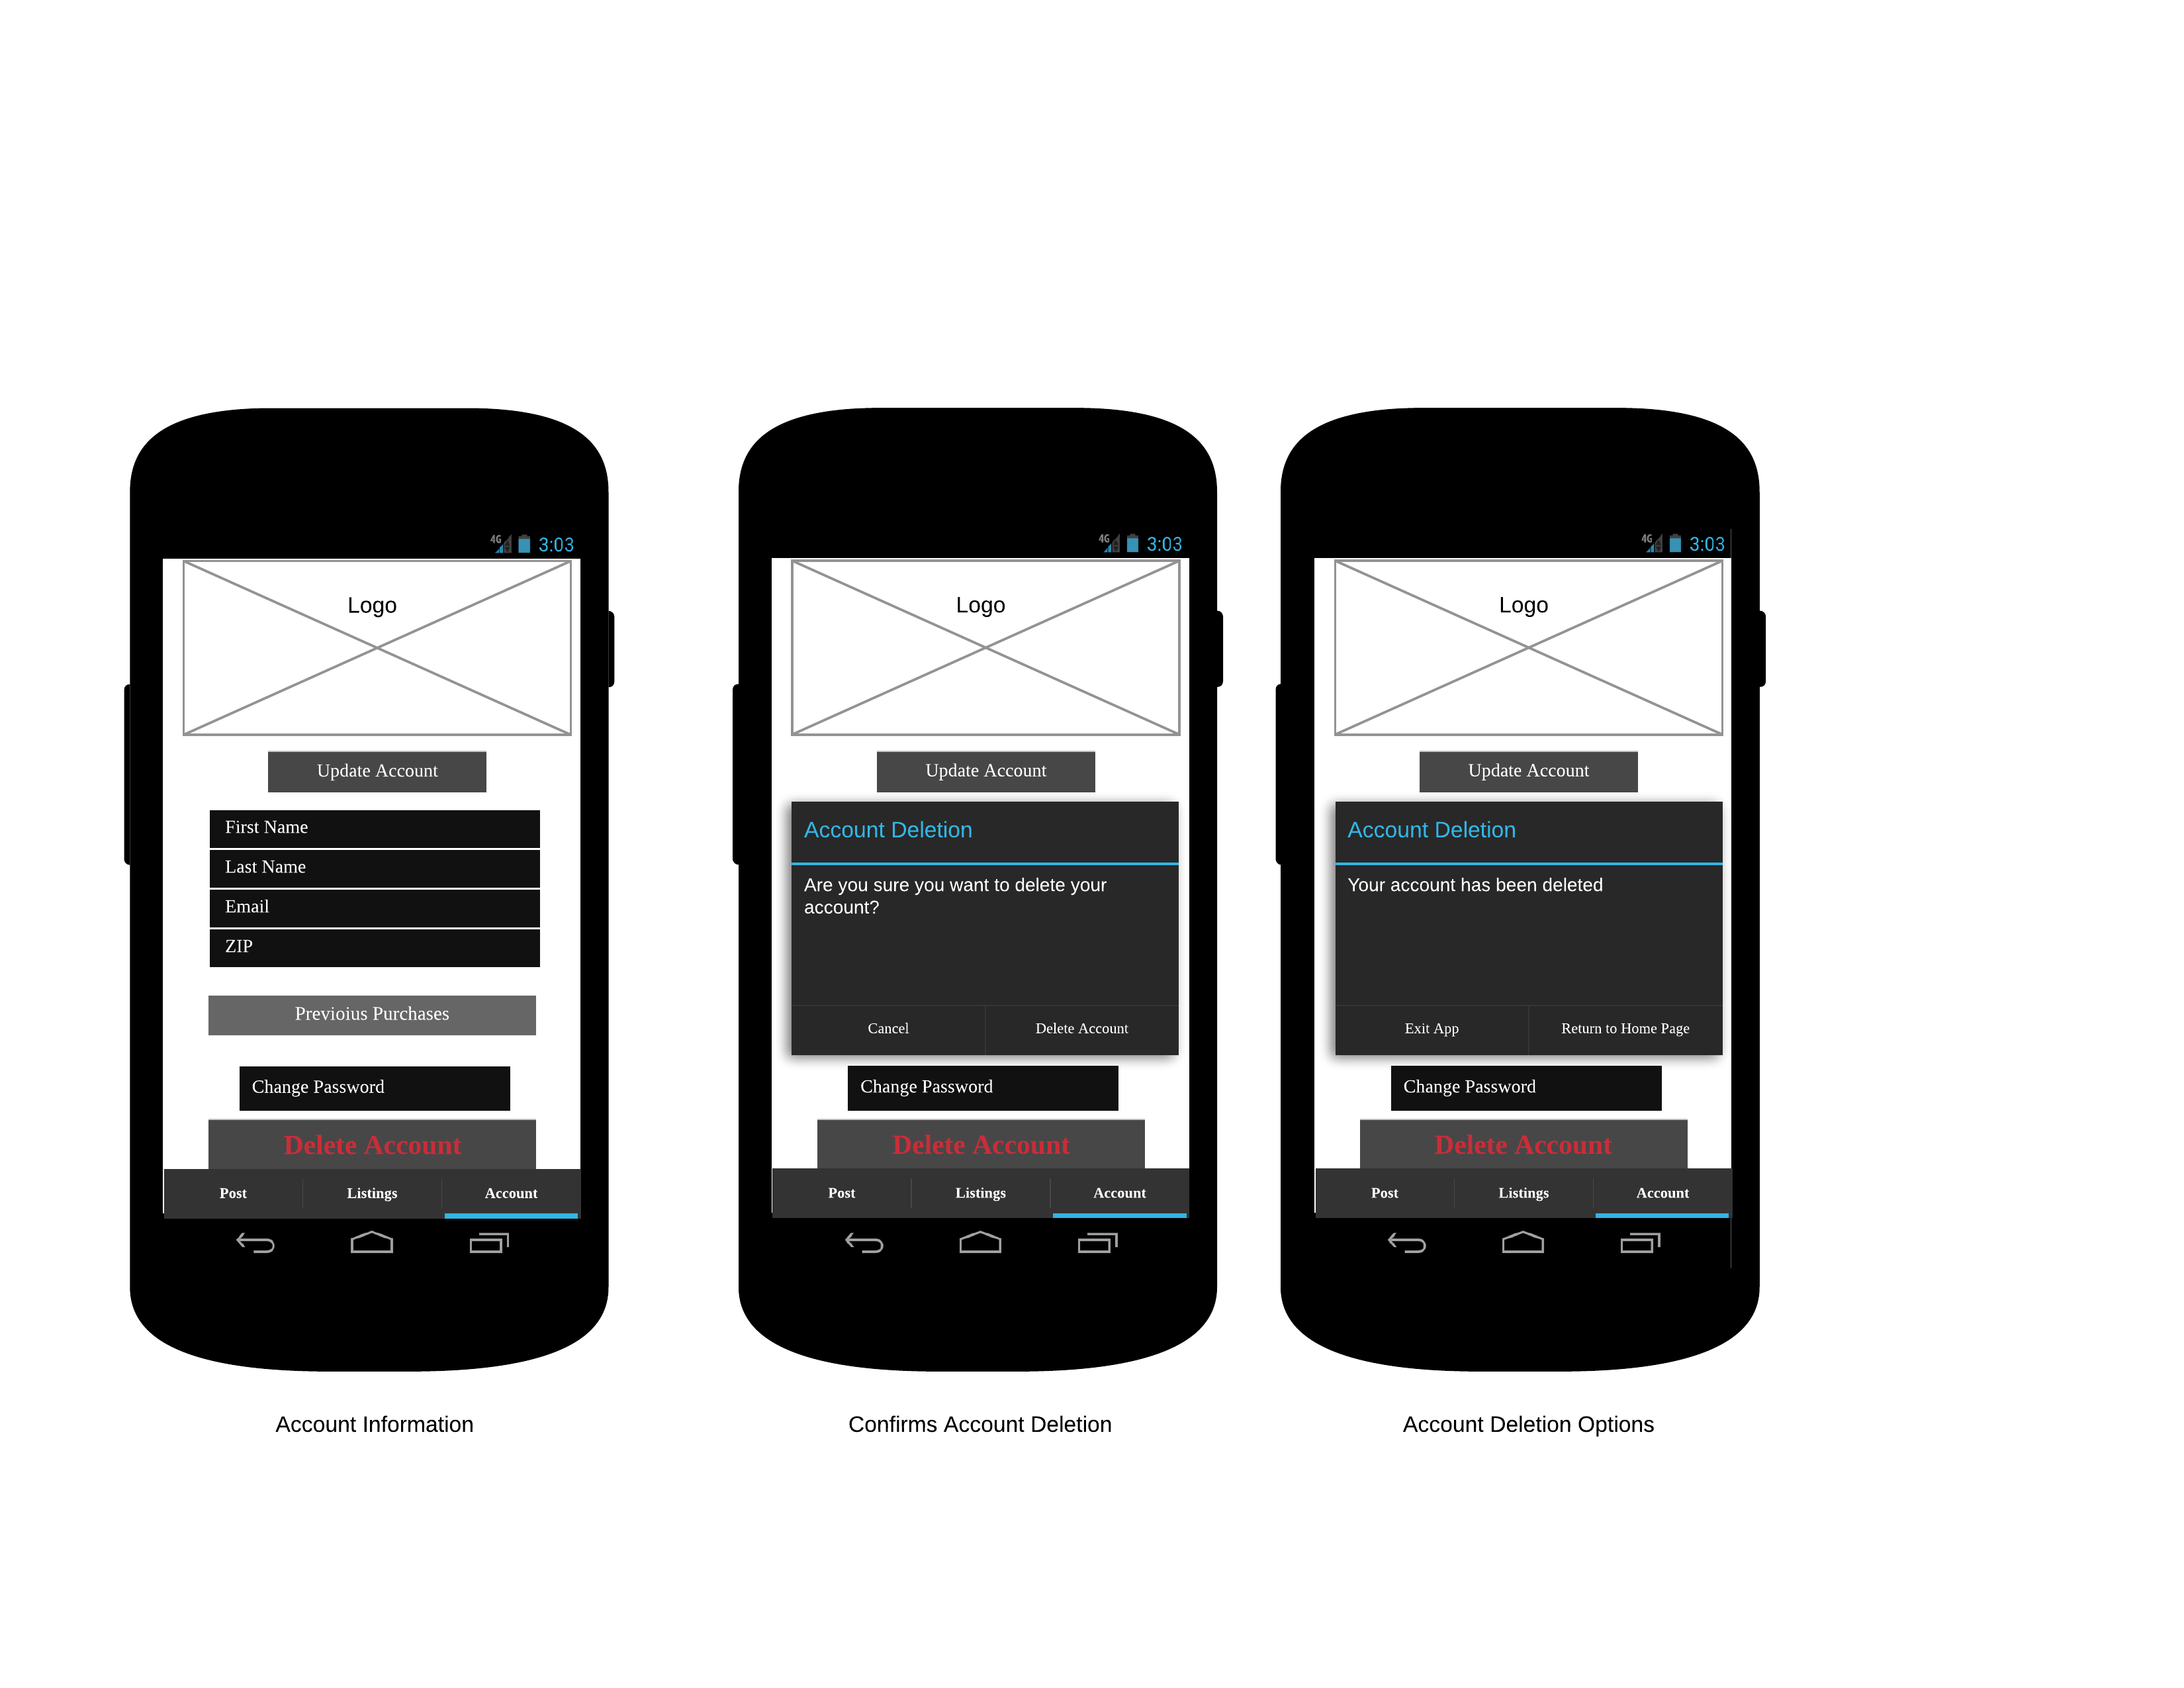 4G 3:03
Logo
Update Account
First Name
Last Name
Email
ZIP
Previoius Purchases
Change Password
Delete Account
Post Listings Account
Account Information
4G 3:03
Logo
Update Account
Account Deletion
Are you sure you want to delete your
account?
Cancel Delete Account
Change Password
Delete Account
Post Listings Account
Confirms Account Deletion
4G 3:03
Logo
Update Account
Account Deletion
Your account has been deleted
Exit App Return to Home Page
Change Password
Delete Account
Post Listings Account
Account Deletion Options